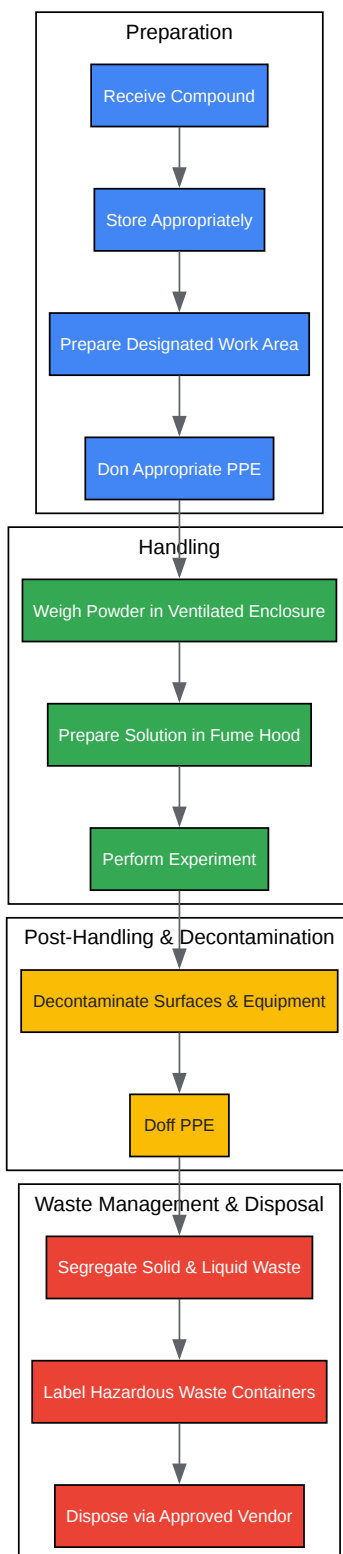 Preparation
Receive Compound
Store Appropriately
Prepare Designated Work Area
Don Appropriate PPE
Handling
Weigh Powder in Ventilated Enclosure
Prepare Solution in Fume Hood
Perform Experiment
Post-Handling & Decontamination
Decontaminate Surfaces & Equipment
Doff PPE
Waste Management & Disposal
Segregate Solid & Liquid Waste
Label Hazardous Waste Containers
Dispose via Approved Vendor